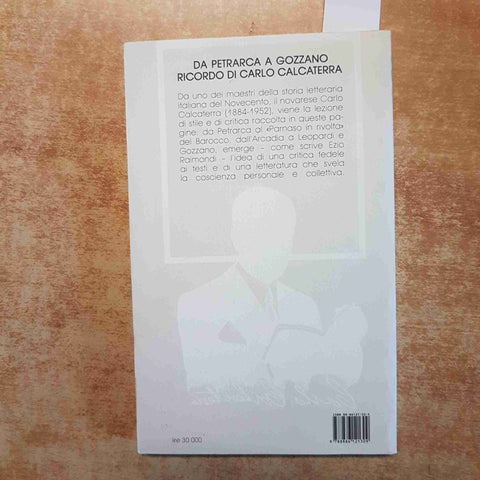 DA PETRARCA A GOZZANO
RICORDO DI CARLO CALCATERRA
Da uno dei maestri della storia letteraria
italiana del Novecento, il novarese Carlo
Calcaterra (1884-1952), viene la lezione
di stile e di critica raccolta in queste pa-
gine: da Petrarca al «Parnaso in rivolta»
del Barocco, dall'Arcadia a Leopardi e
Gozzano, emerge - come scrive Ezio
Raimondi - l'idea di una critica fedele
ai testi e di una letteratura che svela
la coscienza personale e collettiva.
lire 30 000